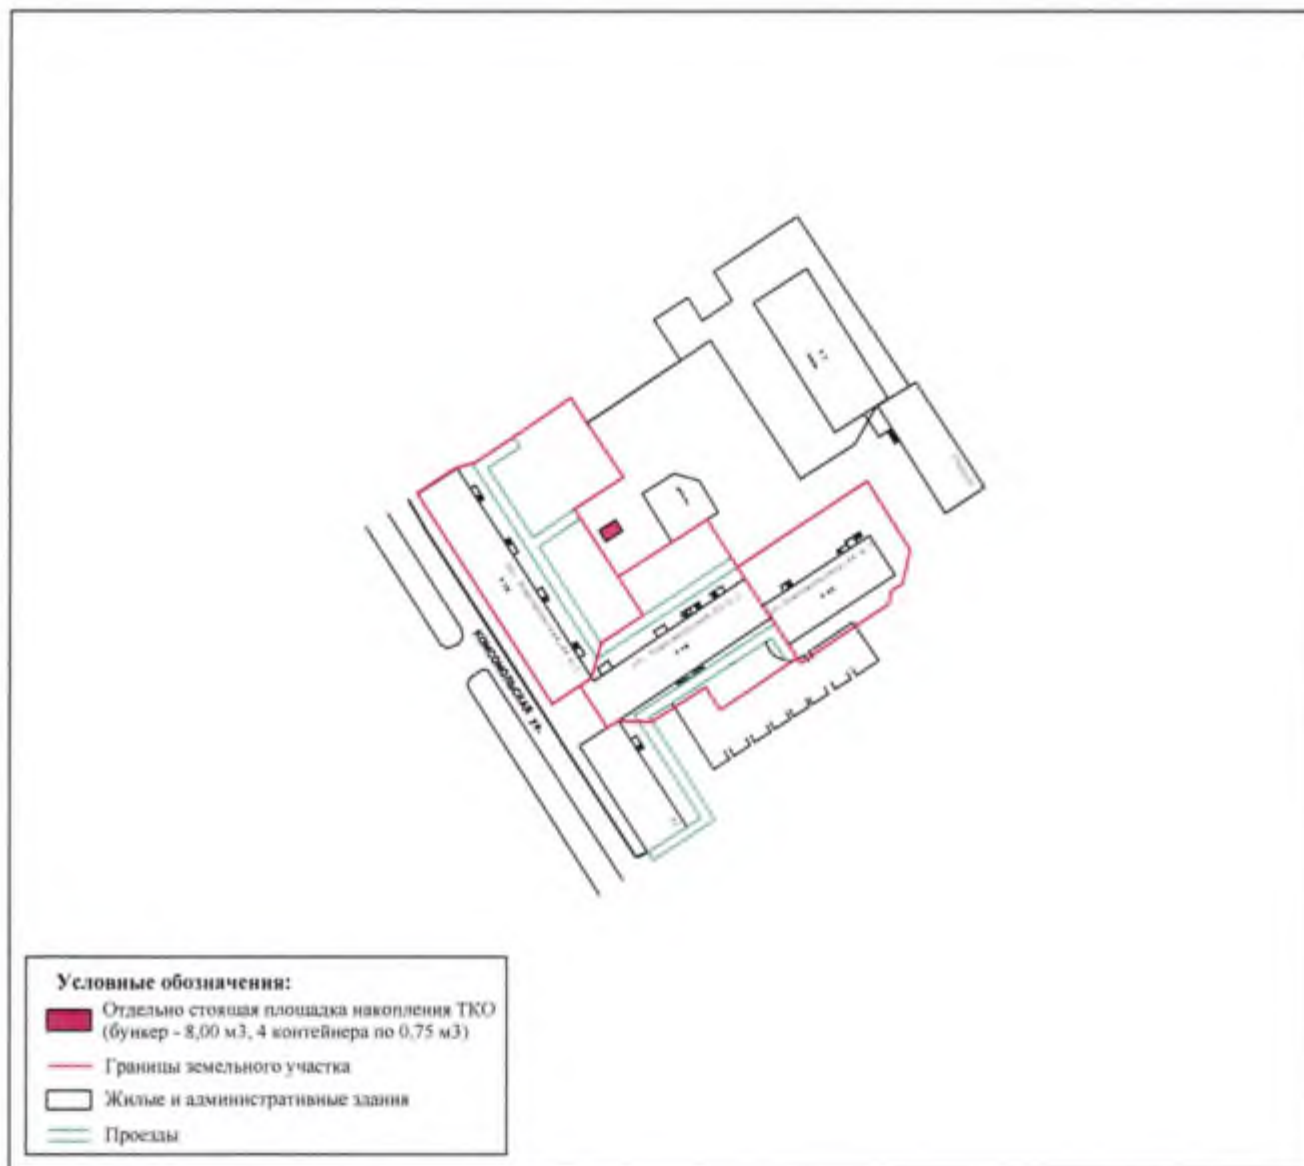 КОМСОМОЛЬСКАЯ ул.
Условные обозначения:
Отдельно стоящая площадка накопления ТКО
(бункер - 8,00 м3, 4 контейнера по 0,75 м3)
Границы земельного участка
Жилые и административные здания
Проезды